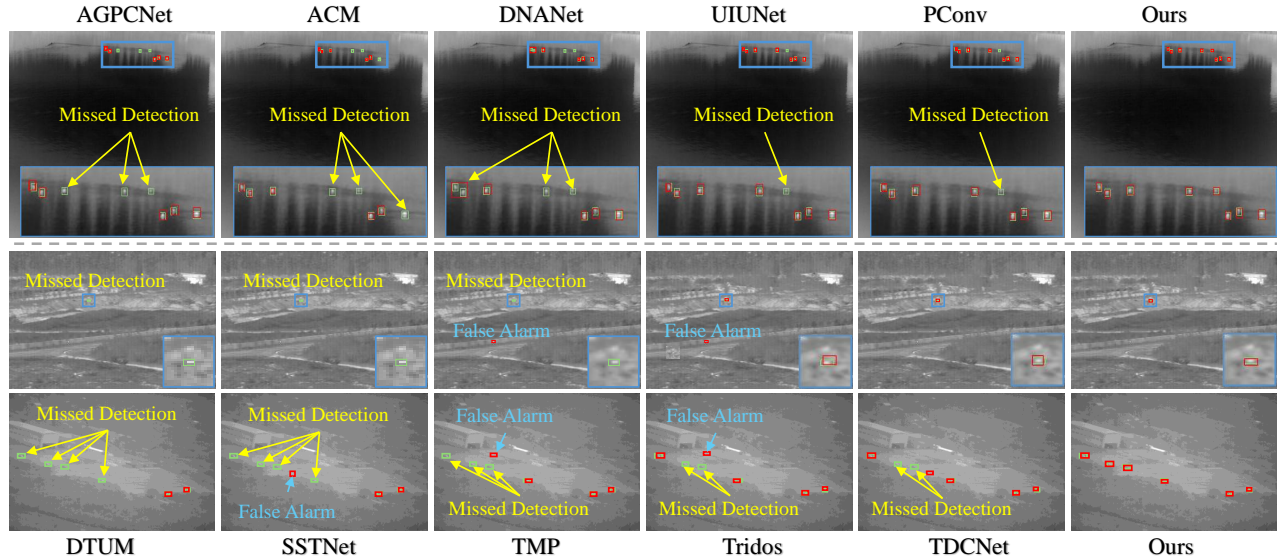 AGPCNet ACM DNANet UIUNet PConv Ours
Missed Detection Missed Detection Missed Detection Missed Detection Missed Detection
Missed Detection Missed Detection Missed Detection
False Alarm False Alarm
Missed Detection Missed Detection False Alarm False Alarm
False Alarm Missed Detection Missed Detection Missed Detection
DTUM SSTNet TMP Tridos TDCNet Ours